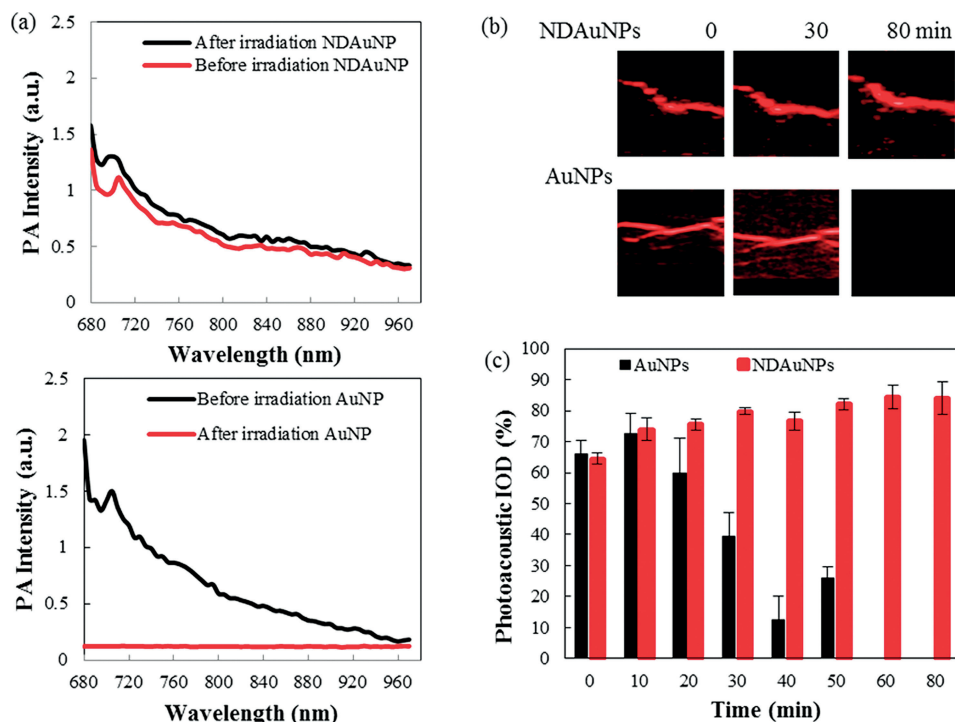 (a)
2.5
2
1.5
1
0.5
0
PA Intensity (a.u.)
After irradiation NDAuNP
Before irradiation NDAuNP
680 720 760 800 840 880 920 960
Wavelength (nm)
2.5
2
1.5
1
0.5
0
PA Intensity (a.u.)
Before irradiation AuNP
After irradiation AuNP
680 720 760 800 840 880 920 960
Wavelength (nm)
(b)
NDAuNPs 0 30 80 min
AuNPs
(c)
100
90
80
70
60
50
40
30
20
10
0
Photoacoustic IOD (%)
AuNPs NDAuNPs
0 10 20 30 40 50 60 80
Time (min)